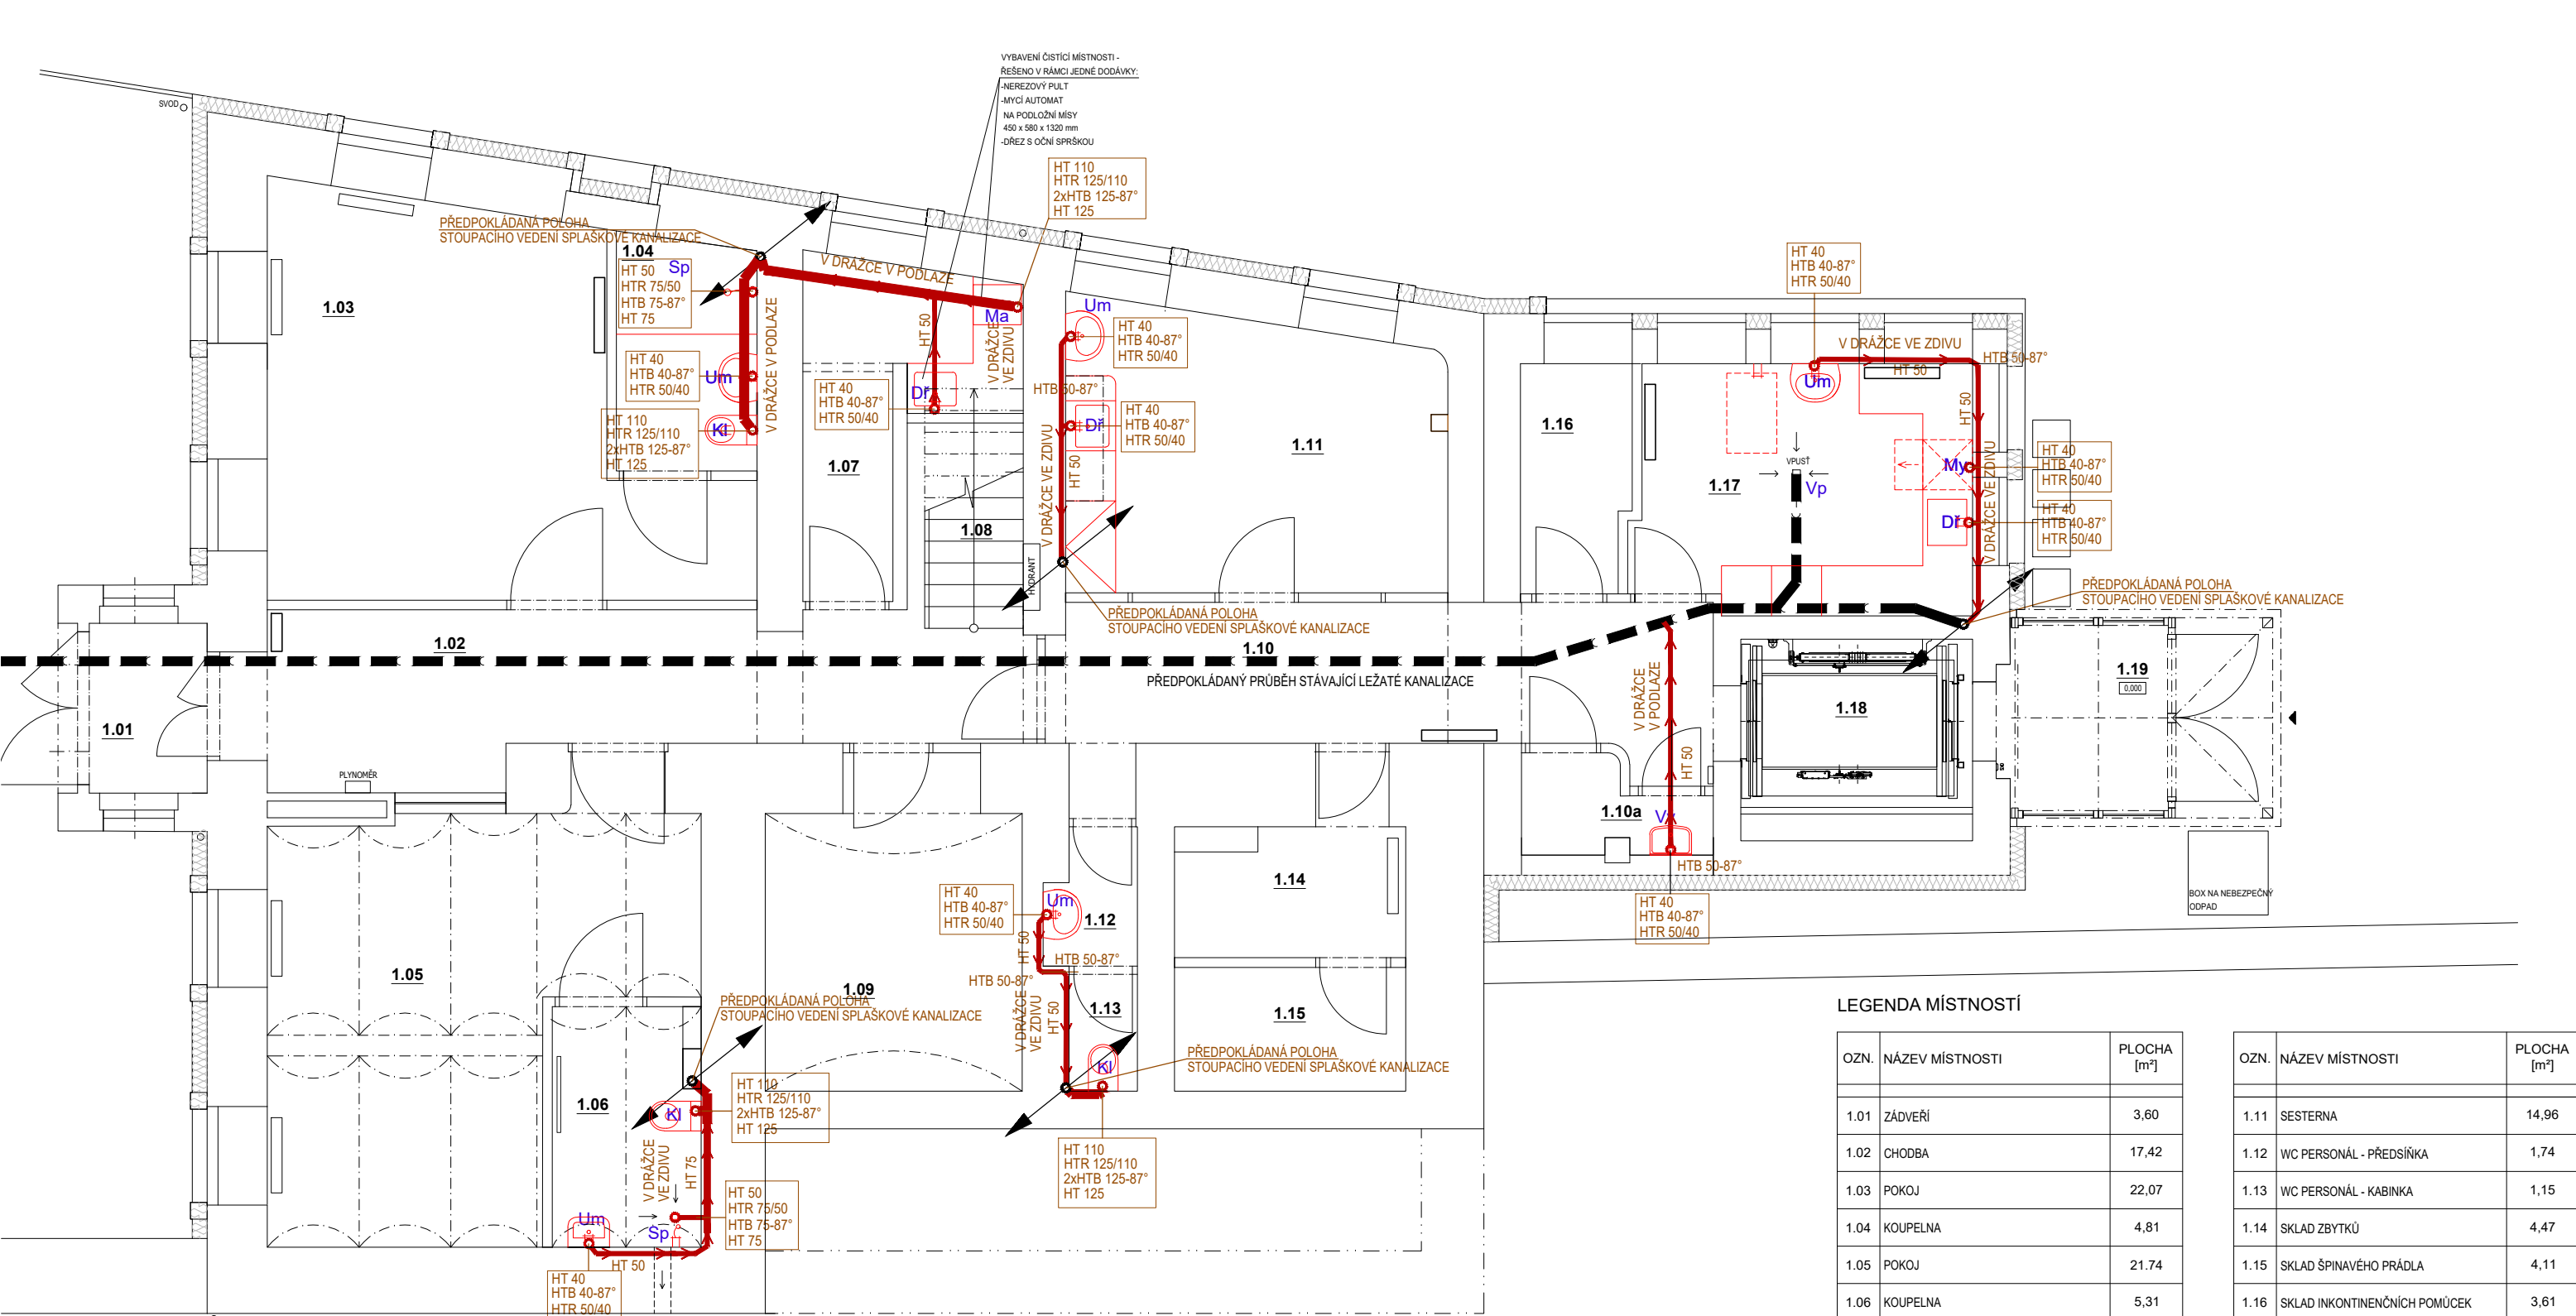 VYBAVENÍ ČISTÍCÍ MÍSTNOSTI -
ŘEŠENO V RÁMCI JEDNÉ DODÁVKY:
-NEREZOVÝ PULT
-MYCÍ AUTOMAT
NA PODLOŽNÍ MÍSY
450 x 580 x 1320 mm
-DŘEZ S OČNÍ SPRŠKOU
SVOD
HT 110
HTR 125/110
2xHTB 125-87°
HT 125
PŘEDPOKLÁDANÁ POLOHA
STOUPACÍHO VEDENÍ SPLAŠKOVÉ KANALIZACE
1.04
Sp
HT 50
HTR 75/50
HTB 75-87°
HT 75
1.03
V DRÁŽCE V PODLAZE
V DRÁŽCE V PODLAZE
HT 40
HTB 40-87°
HTR 50/40
Um
HT 110
HTR 125/110
2xHTB 125-87°
HT 125
Kl
HT 50
Ma
V DRÁŽCE
VE ZDIVU
Dř
HT 40
HTB 40-87°
HTR 50/40
1.07
1.08
HYDRANT
Um
HT 40
HTB 40-87°
HTR 50/40
HTB 50-87°
Dř
HT 40
HTB 40-87°
HTR 50/40
V DRÁŽCE VE ZDIVU
HT 50
1.11
PŘEDPOKLÁDANÁ POLOHA
STOUPACÍHO VEDENÍ SPLAŠKOVÉ KANALIZACE
HT 40
HTB 40-87°
HTR 50/40
V DRÁŽCE VE ZDIVU
HTB 50-87°
HT 50
Um
HT 50
1.16
1.17
VPUSŤ
Vp
My
HT 40
HTB 40-87°
HTR 50/40
Dř
HT 40
HTB 40-87°
HTR 50/40
V DRÁŽCE VE ZDIVU
PŘEDPOKLÁDANÁ POLOHA
STOUPACÍHO VEDENÍ SPLAŠKOVÉ KANALIZACE
1.02
1.10
PŘEDPOKLÁDANÝ PRŮBĚH STÁVAJÍCÍ LEŽATÉ KANALIZACE
1.01
V DRÁŽCE
V PODLAZE
HT 50
1.18
1.19
0,000
PLYNOMĚR
1.10a
HTB 50-87°
HT 40
HTB 40-87°
HTR 50/40
BOX NA NEBEZPEČNÝ
ODPAD
1.05
1.09
HT 40
HTB 40-87°
HTR 50/40
Um
1.12
HT 50
HTB 50-87°
HTB 50-87°
V DRÁŽCE
VE ZDIVU
HT 50
1.13
Kl
1.14
1.15
PŘEDPOKLÁDANÁ POLOHA
STOUPACÍHO VEDENÍ SPLAŠKOVÉ KANALIZACE
PŘEDPOKLÁDANÁ POLOHA
STOUPACÍHO VEDENÍ SPLAŠKOVÉ KANALIZACE
1.06
Kl
HT 110
HTR 125/110
2xHTB 125-87°
HT 125
HT 110
HTR 125/110
2xHTB 125-87°
HT 125
V DRÁŽCE
VE ZDIVU
HT 75
HT 50
HTR 75/50
HTB 75-87°
HT 75
Um
Sp
HT 50
HT 40
HTB 40-87°
HTR 50/40
LEGENDA MÍSTNOSTÍ
OZN. NÁZEV MÍSTNOSTI PLOCHA [m²]
1.01 ZÁDVEŘÍ 3,60
1.02 CHODBA 17,42
1.03 POKOJ 22,07
1.04 KOUPELNA 4,81
1.05 POKOJ 21.74
1.06 KOUPELNA 5,31
OZN. NÁZEV MÍSTNOSTI PLOCHA [m²]
1.11 SESTERNA 14,96
1.12 WC PERSONÁL - PŘEDSÍŇKA 1,74
1.13 WC PERSONÁL - KABINKA 1,15
1.14 SKLAD ZBYTKŮ 4,47
1.15 SKLAD ŠPINAVÉHO PRÁDLA 4,11
1.16 SKLAD INKONTINENČNÍCH POMŮCEK 3,61